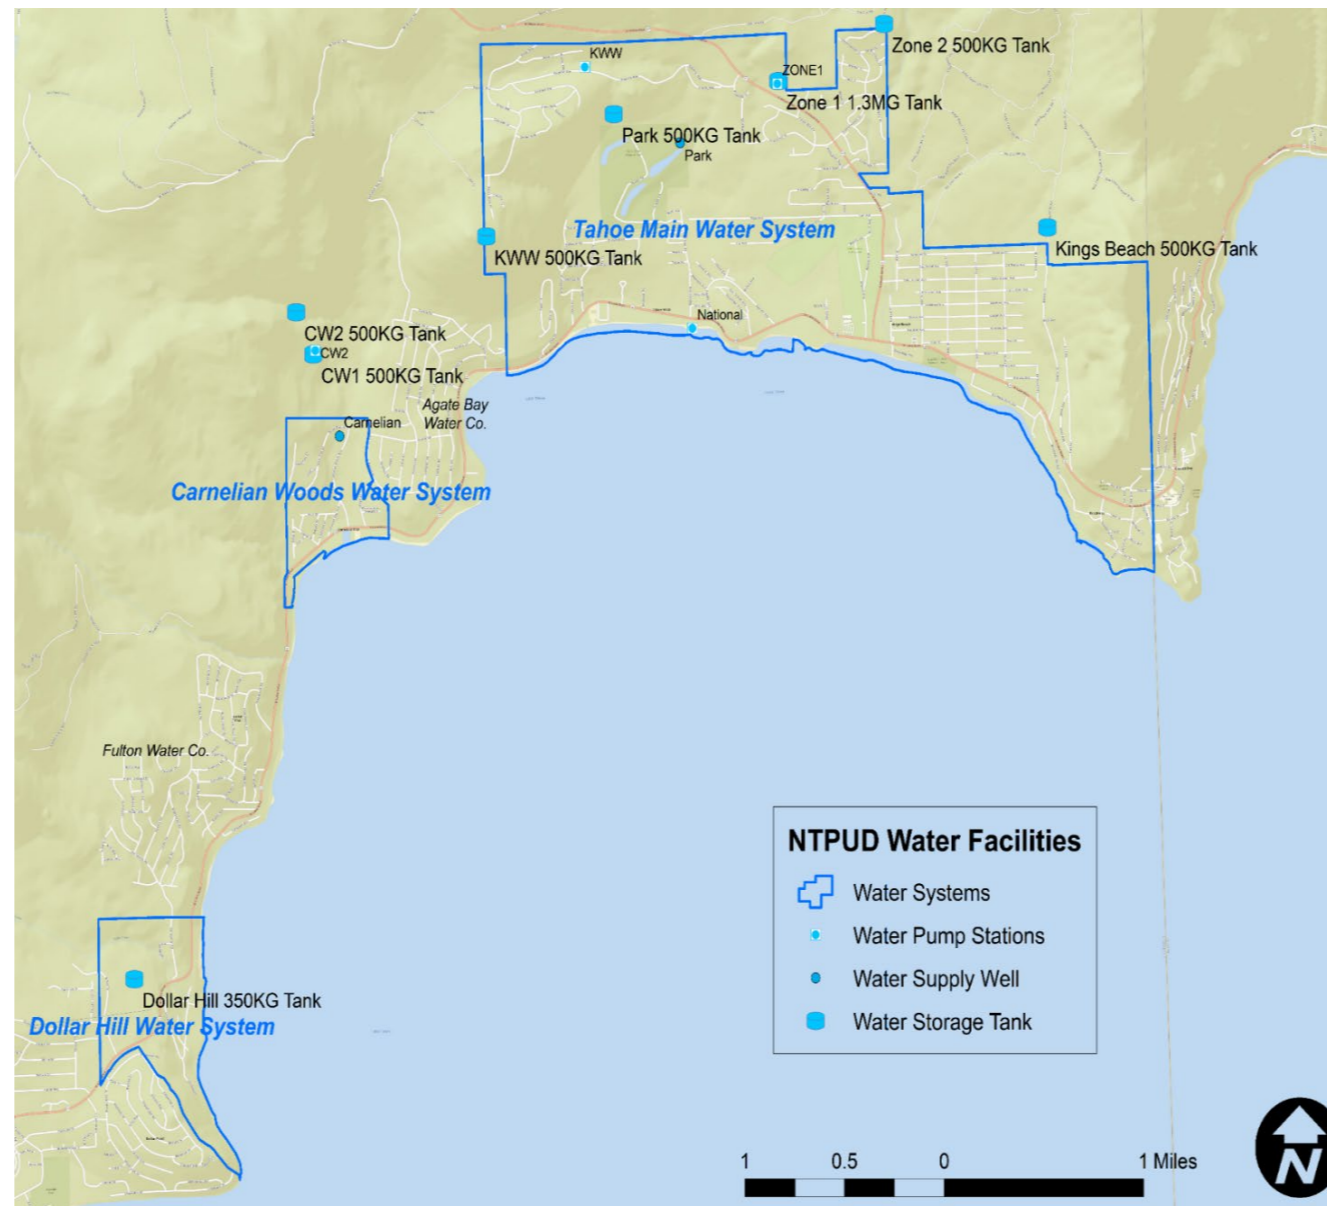 Zone 2 500KG Tank
KWW
ZONE1
Zone 1 1.3MG Tank
Park 500KG Tank
Park
Tahoe Main Water System
KWW 500KG Tank
Kings Beach 500KG Tank
National
CW2 500KG Tank
CW2
CW1 500KG Tank
Agate Bay
Water Co.
Carnelian
Carnelian Woods Water System
Fulton Water Co.
Dollar Hill 350KG Tank
Dollar Hill Water System
NTPUD Water Facilities
Water Systems
Water Pump Stations
Water Supply Well
Water Storage Tank
1 0.5 0 1 Miles
N